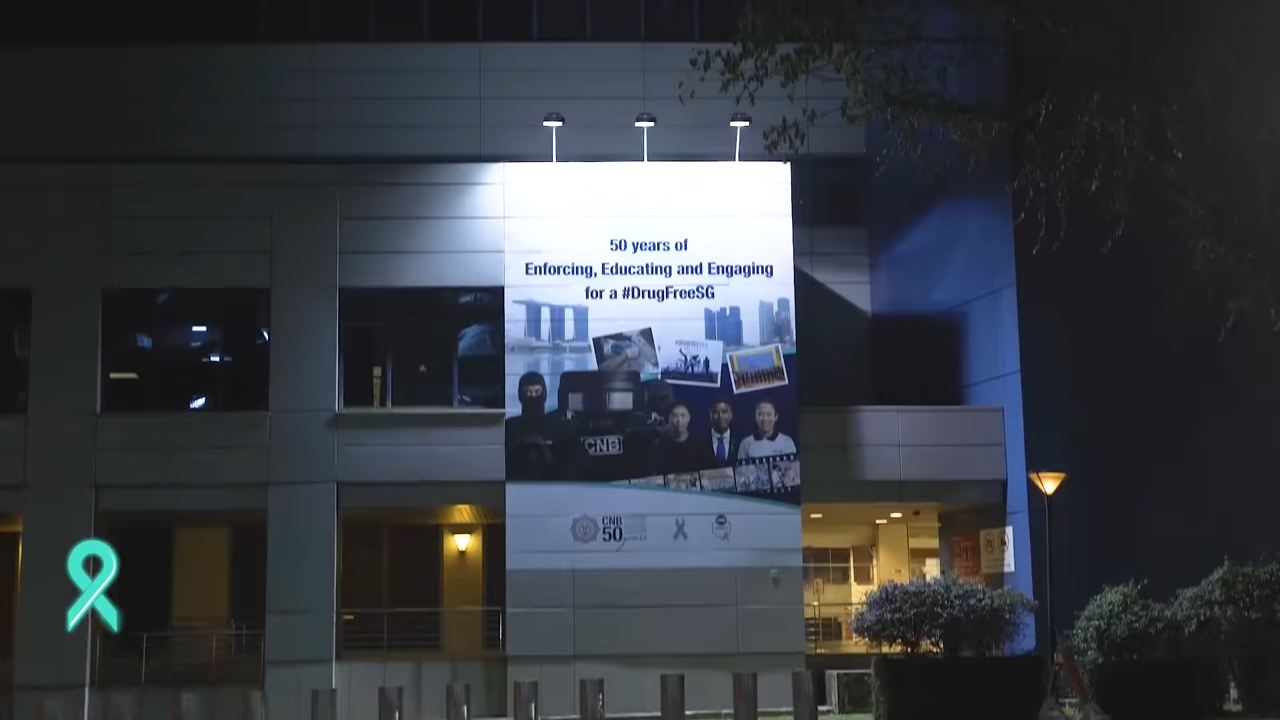 50 years of
Enforcing, Educating and Engaging
for a #DrugFreeSG
CNB
CNB
50